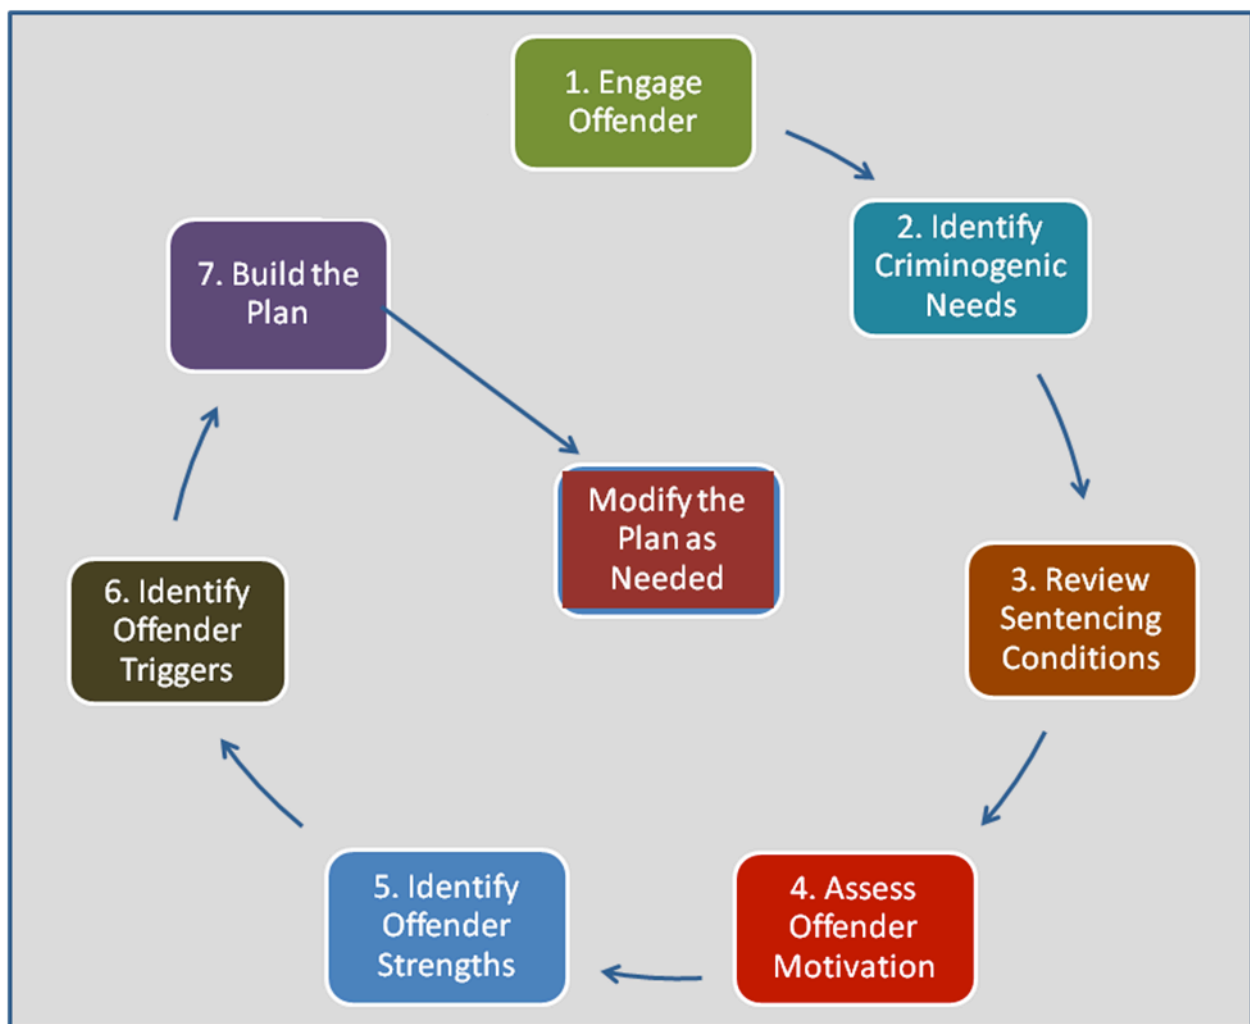 1. Engage
Offender
2. Identify
Criminogenic
Needs
3. Review
Sentencing
Conditions
4. Assess
Offender
Motivation
5. Identify
Offender
Strengths
6. Identify
Offender
Triggers
7. Build the
Plan
Modify the
Plan as
Needed